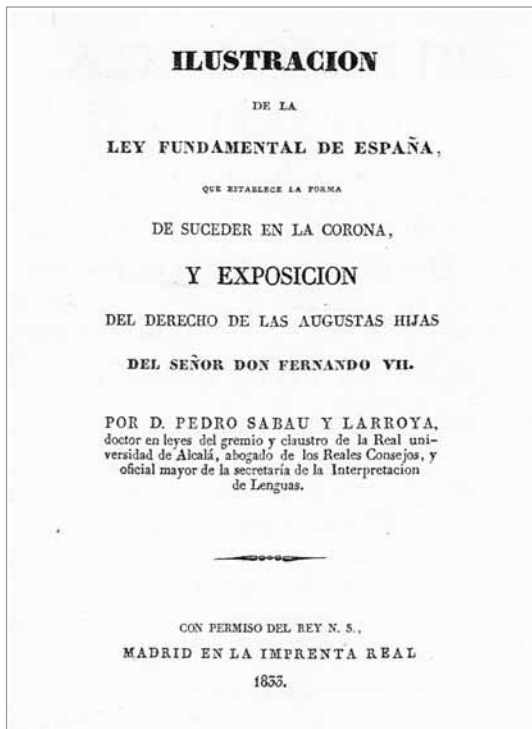 ILUSTRACION
DE LA
LEY FUNDAMENTAL DE ESPAÑA,
QUE ESTABLECE LA FORMA
DE SUCEDER EN LA CORONA,
Y EXPOSICION
DEL DERECHO DE LAS AUGUSTAS HIJAS
DEL SEÑOR DON FERNANDO VII.
POR D. PEDRO SABAU Y LARROYA,
doctor en leyes del gremio y claustro de la Real uni-
versidad de Alcalá, abogado de los Reales Consejos, y
oficial mayor de la secretaría de la Interpretacion
de Lenguas.
CON PERMISO DEL REY N. S.,
MADRID EN LA IMPRENTA REAL
1833.